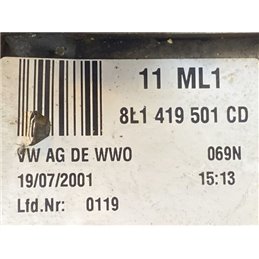 11 ML1
8L1 419 501 CD
VW AG DE WWO 069N
19/07/2001 15:13
Lfd.Nr: 0119